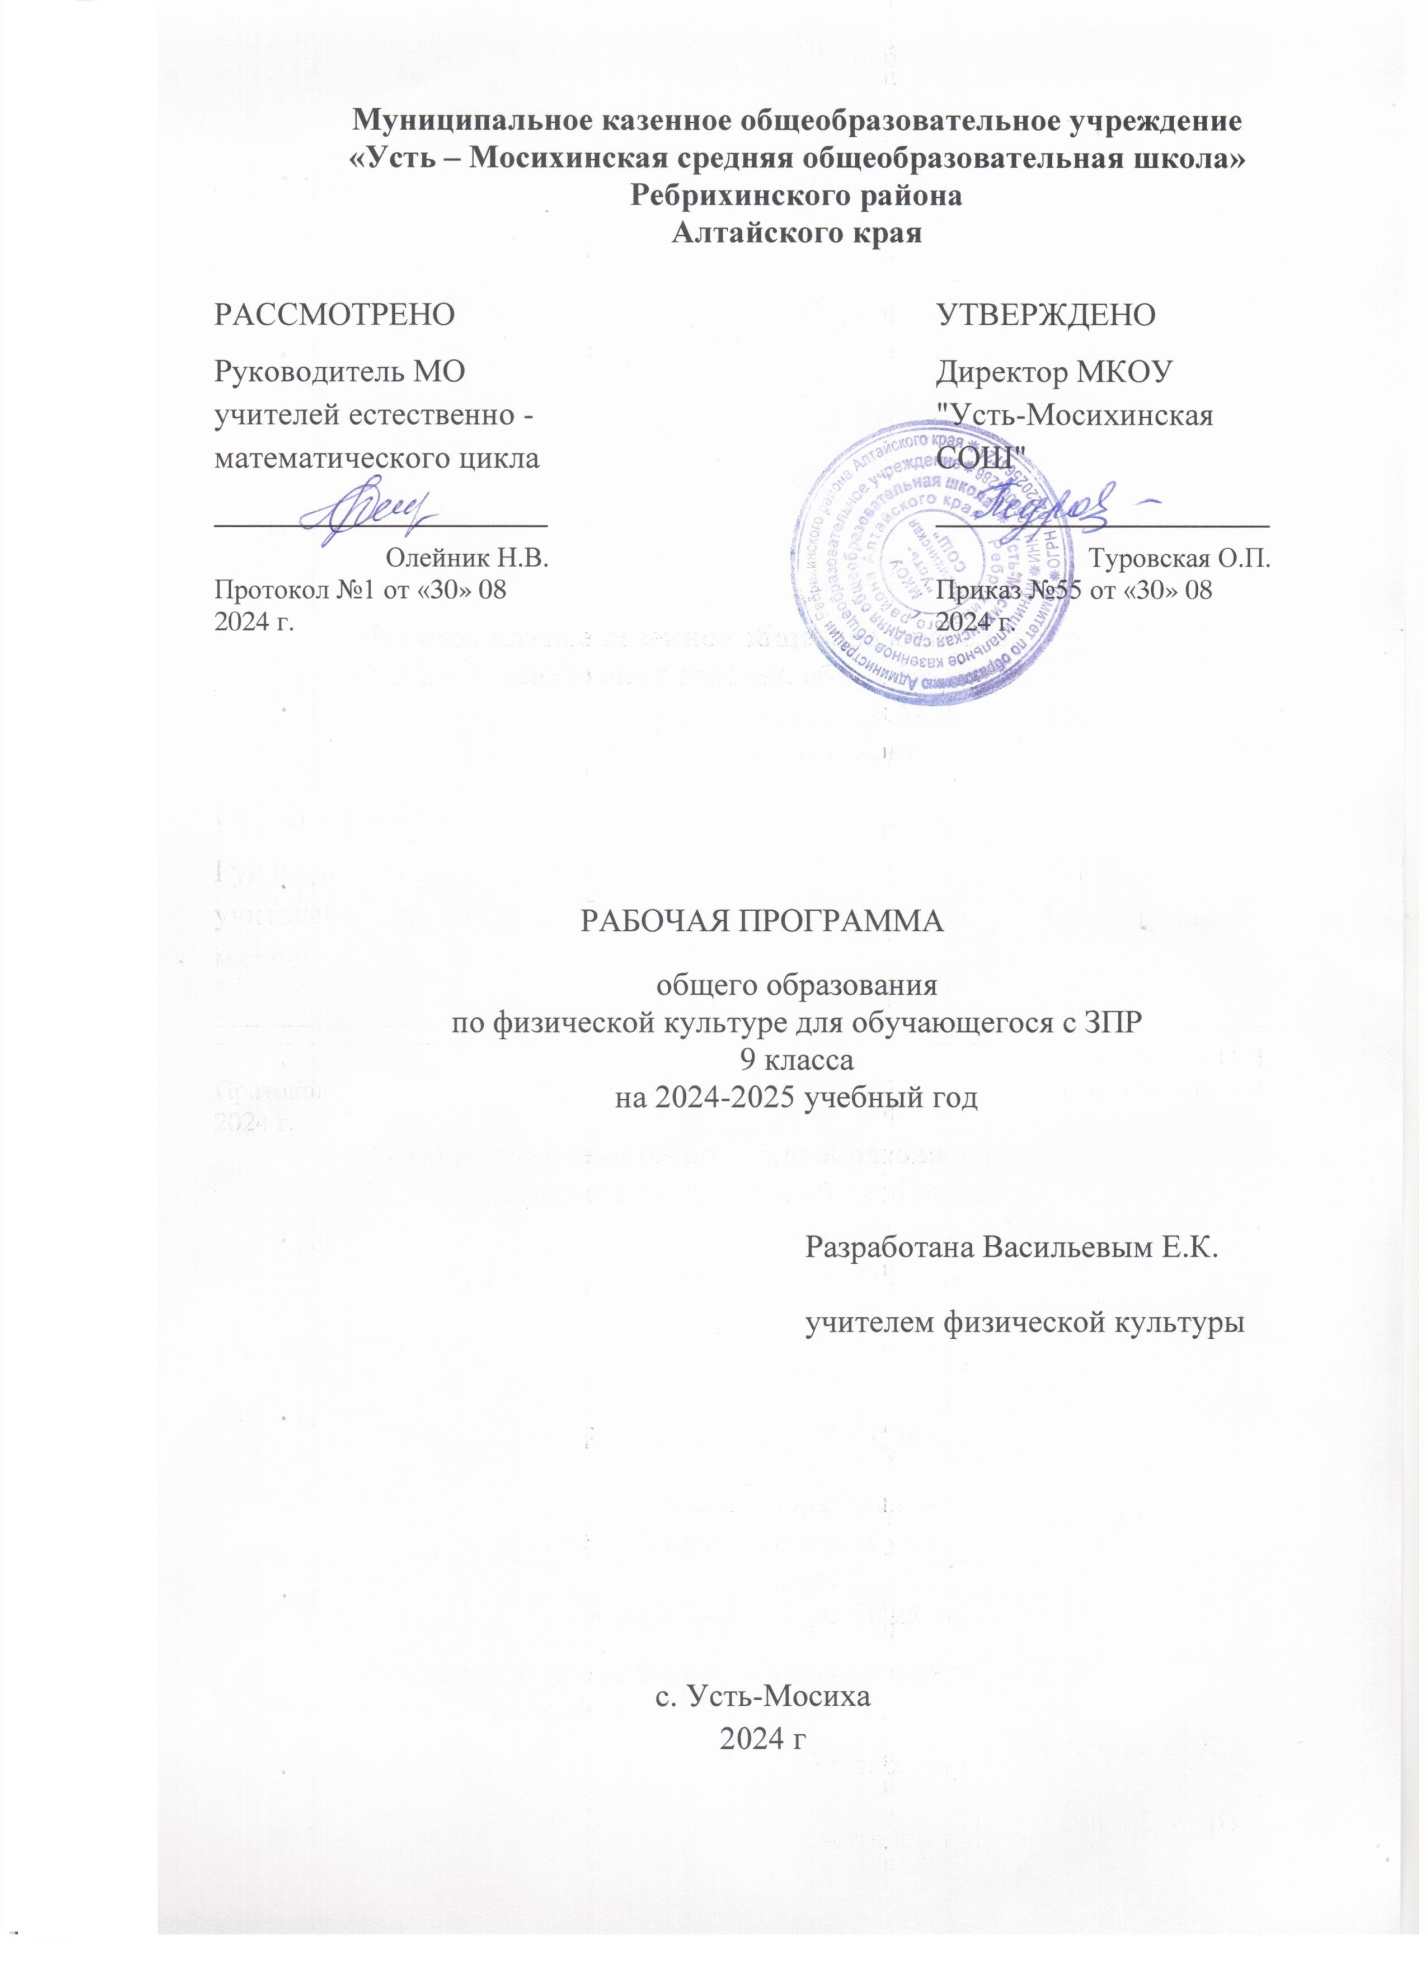 Муниципальное казенное общеобразовательное учреждение
«Усть – Мосихинская средняя общеобразовательная школа»
Ребрихинского района
Алтайского края
РАССМОТРЕНО
Руководитель МО
учителей естественно -
математического цикла
Олейник Н.В.
Протокол №1 от «30» 08
2024 г.
УТВЕРЖДЕНО
Директор МКОУ
"Усть-Мосихинская
СОШ"
Туровская О.П.
Приказ №55 от «30» 08
2024 г.
МКОУ
"Усть-
СОШ"
РАБОЧАЯ ПРОГРАММА
общего образования
по физической культуре для обучающегося с ЗПР
9 класса
на 2024-2025 учебный год
Разработана Васильевым Е.К.
учителем физической культуры
с. Усть-Мосиха
2024 г